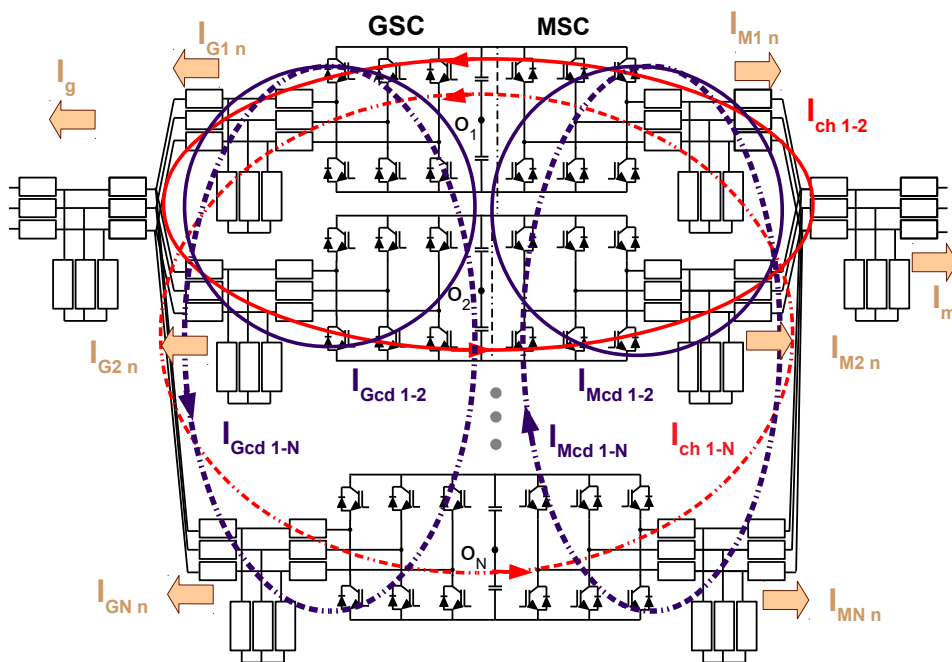 GSC MSC
I G1 n
I M1 n
I g
I ch 1-2
O 1
O 2
I m
I G2 n
I M2 n
I Gcd 1-2
I Mcd 1-2
I Gcd 1-N
I Mcd 1-N
I ch 1-N
O N
I GN n
I MN n